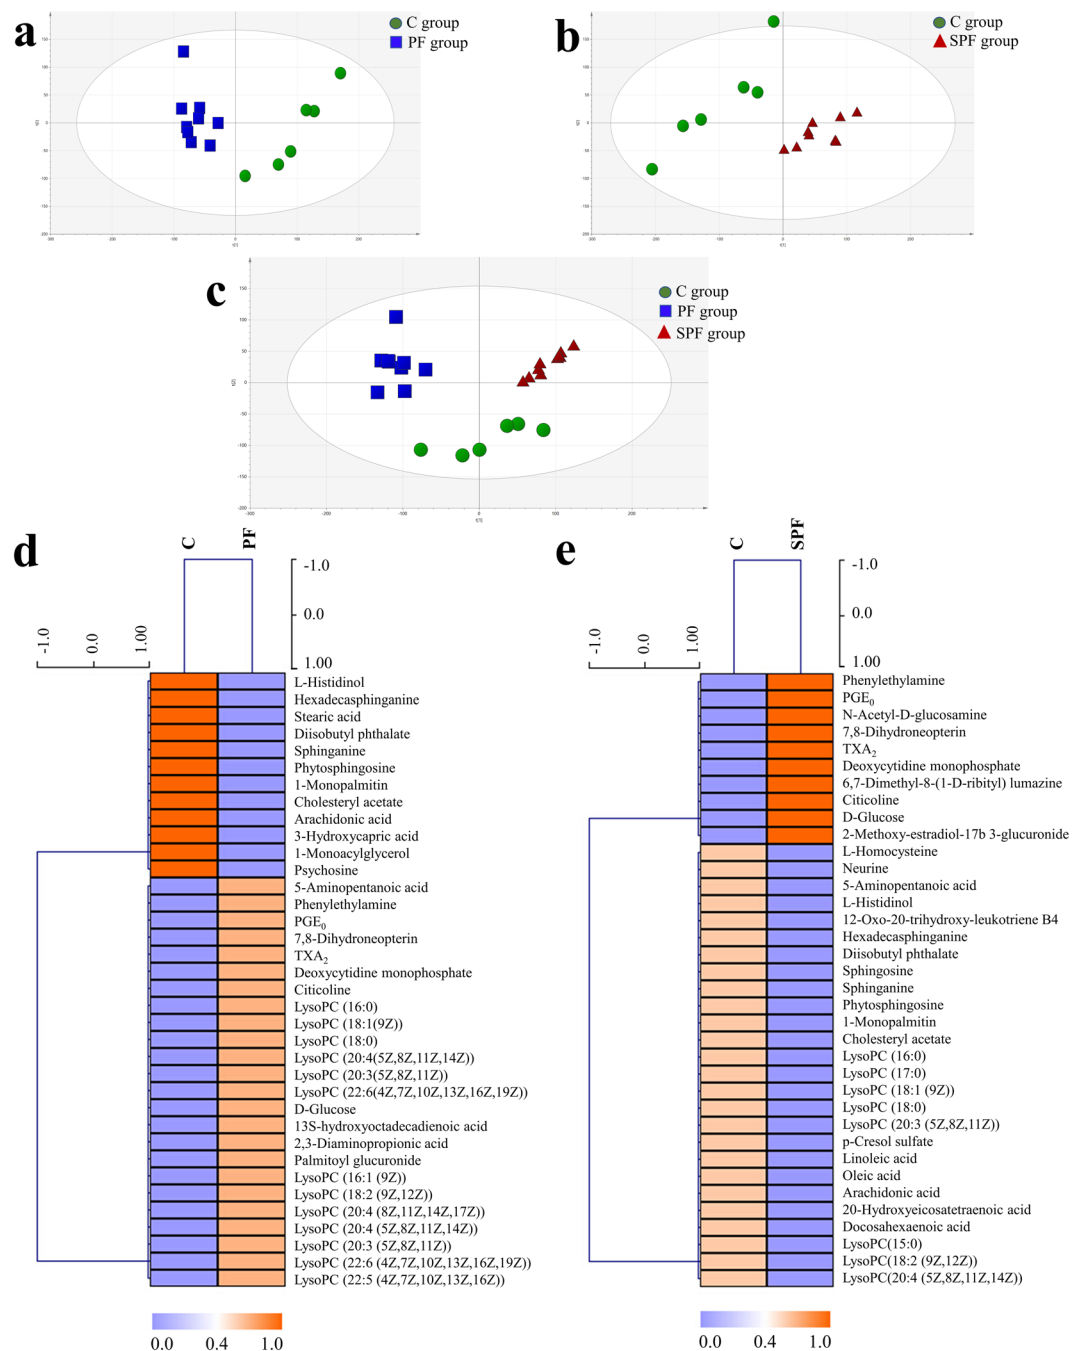 a
C group
PF group
b
C group
SPF group
c
C group
PF group
SPF group
d
C
PF
-1.0
0.0
1.00
-1.0
0.0
1.00
L-Histidinol
Hexadecasphinganine
Stearic acid
Diisobutyl phthalate
Sphinganine
Phytosphingosine
1-Monopalmitin
Cholesteryl acetate
Arachidonic acid
3-Hydroxycapric acid
1-Monoacylglycerol
Psychosine
5-Aminopentanoic acid
Phenylethylamine
PGE0
7,8-Dihydroneopterin
TXA2
Deoxycytidine monophosphate
Citicoline
LysoPC (16:0)
LysoPC (18:1(9Z))
LysoPC (18:0)
LysoPC (20:4(5Z,8Z,11Z,14Z))
LysoPC (20:3(5Z,8Z,11Z))
LysoPC (22:6(4Z,7Z,10Z,13Z,16Z,19Z))
D-Glucose
13S-hydroxyoctadecadienoic acid
2,3-Diaminopropionic acid
Palmitoyl glucuronide
LysoPC (16:1 (9Z))
LysoPC (18:2 (9Z,12Z))
LysoPC (20:4 (8Z,11Z,14Z,17Z))
LysoPC (20:4 (5Z,8Z,11Z,14Z))
LysoPC (20:3 (5Z,8Z,11Z))
LysoPC (22:6 (4Z,7Z,10Z,13Z,16Z,19Z))
LysoPC (22:5 (4Z,7Z,10Z,13Z,16Z))
0.0 0.4 1.0
e
C
SPF
-1.0
0.0
1.00
-1.0
0.0
1.00
Phenylethylamine
PGE0
N-Acetyl-D-glucosamine
7,8-Dihydroneopterin
TXA2
Deoxycytidine monophosphate
6,7-Dimethyl-8-(1-D-ribityl) lumazine
Citicoline
D-Glucose
2-Methoxy-estradiol-17b 3-glucuronide
L-Homocysteine
Neurine
5-Aminopentanoic acid
L-Histidinol
12-Oxo-20-trihydroxy-leukotriene B4
Hexadecasphinganine
Diisobutyl phthalate
Sphingosine
Sphinganine
Phytosphingosine
1-Monopalmitin
Cholesteryl acetate
LysoPC (16:0)
LysoPC (17:0)
LysoPC (18:1 (9Z))
LysoPC (18:0)
LysoPC (20:3 (5Z,8Z,11Z))
p-Cresol sulfate
Linoleic acid
Oleic acid
Arachidonic acid
20-Hydroxyeicosatetraenoic acid
Docosahexaenoic acid
LysoPC(15:0)
LysoPC(18:2 (9Z,12Z))
LysoPC(20:4 (5Z,8Z,11Z,14Z))
0.0 0.4 1.0